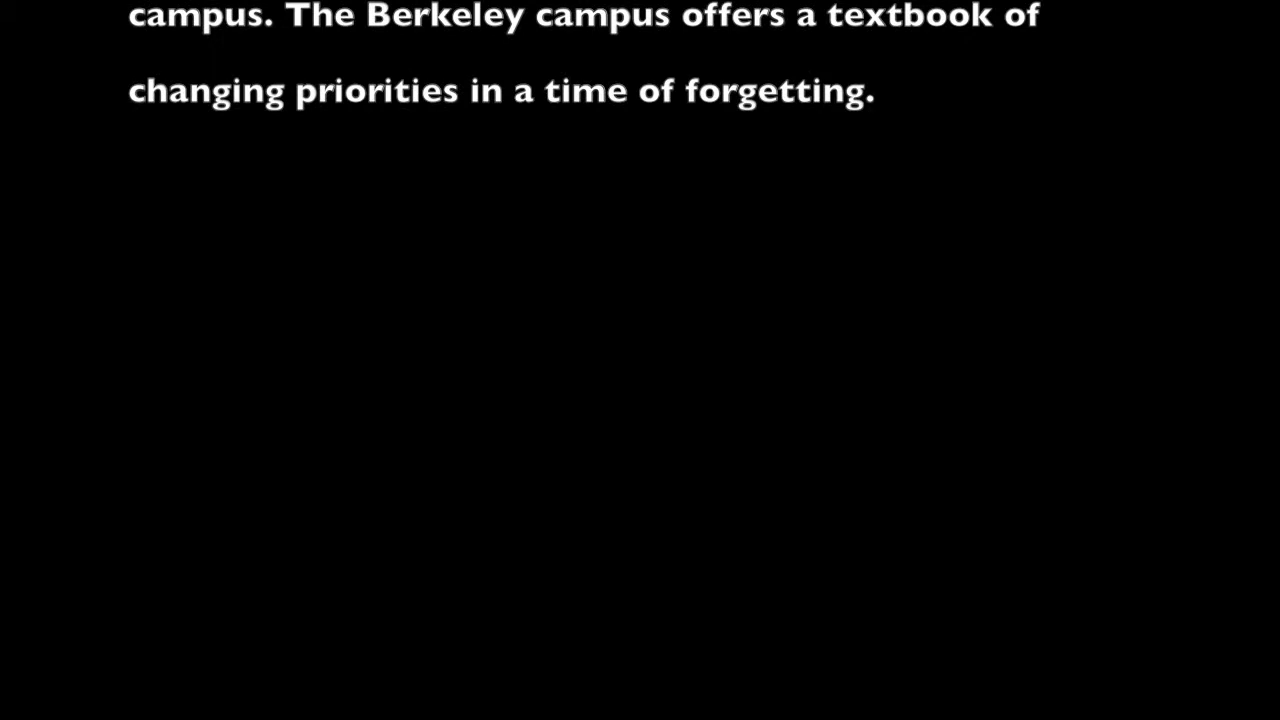 campus. The Berkeley campus offers a textbook of
changing priorities in a time of forgetting.